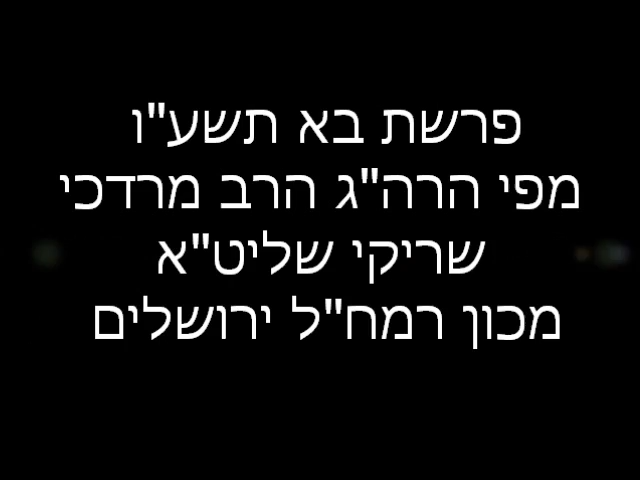 פרשת בא תשע"ו
מפי הרה"ג הרב מרדכי
שריקי שליט"א
מכון רמח"ל ירושלים